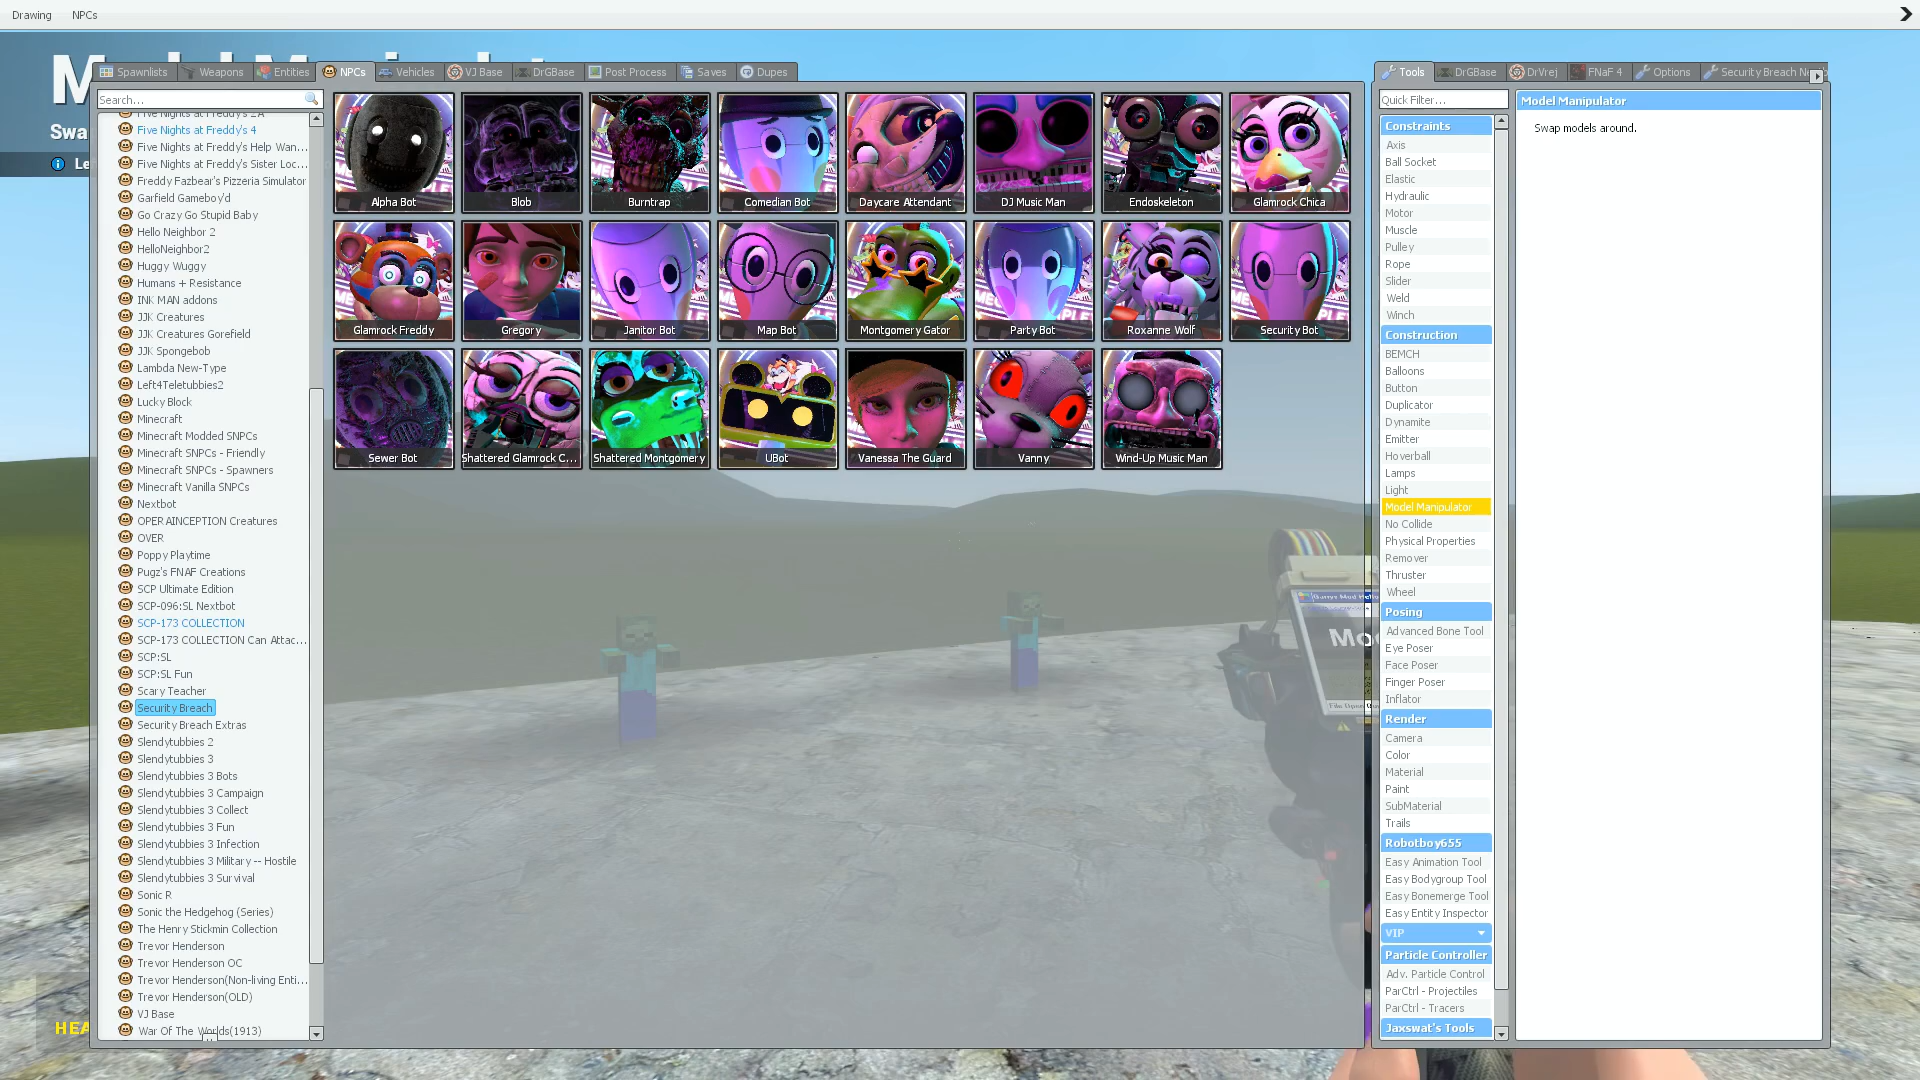 Drawing NPCs
Spawnlists Weapons Entities NPCs Vehicles VJ Base DrGBase Post Process Saves Dupes
Search...
Five Nights at Freddy's 2A
Five Nights at Freddy's 4
Five Nights at Freddy's Help Wan...
Five Nights at Freddy's Sister Loc...
Freddy Fazbear's Pizzeria Simulator
Garfield Gameboy'd
Go Crazy Go Stupid Baby
Hello Neighbor 2
HelloNeighbor2
Huggy Wuggy
Humans + Resistance
INK MAN addons
JJK Creatures
JJK Creatures Gorefield
JJK Spongebob
Lambda New-Type
Left4Teletubbies2
Lucky Block
Minecraft
Minecraft Modded SNPCs
Minecraft SNPCs - Friendly
Minecraft SNPCs - Spawners
Minecraft Vanilla SNPCs
Nextbot
OPERAINCEPTION Creatures
OVER
Poppy Playtime
Pugz's FNAF Creations
SCP Ultimate Edition
SCP-096:SL Nextbot
SCP-173 COLLECTION
SCP-173 COLLECTION Can Attac...
SCP:SL
SCP:SL Fun
Scary Teacher
Security Breach
Security Breach Extras
Slendytubbies 2
Slendytubbies 3
Slendytubbies 3 Bots
Slendytubbies 3 Campaign
Slendytubbies 3 Collect
Slendytubbies 3 Fun
Slendytubbies 3 Infection
Slendytubbies 3 Military -- Hostile
Slendytubbies 3 Survival
Sonic R
Sonic the Hedgehog (Series)
The Henry Stickmin Collection
Trevor Henderson
Trevor Henderson OC
Trevor Henderson(Non-living Enti...
Trevor Henderson(OLD)
VJ Base
War Of The Worlds(1913)
Alpha Bot Blob Burntrap Comedian Bot Daycare Attendant DJ Music Man Endoskeleton Glamrock Chica
Glamrock Freddy Gregory Janitor Bot Map Bot Montgomery Gator Party Bot Roxanne Wolf Security Bot
Sewer Bot Shattered Glamrock C... Shattered Montgomery UBot Vanessa The Guard Vanny Wind-Up Music Man
Tools DrGBase DrVrej FNaF 4 Options Security Breach
Quick Filter...
Constraints
Axis
Ball Socket
Elastic
Hydraulic
Motor
Muscle
Pulley
Rope
Slider
Weld
Winch
Construction
BEMCH
Balloons
Button
Duplicator
Dynamite
Emitter
Hoverball
Lamps
Light
Model Manipulator
No Collide
Physical Properties
Remover
Thruster
Wheel
Posing
Advanced Bone Tool
Eye Poser
Face Poser
Finger Poser
Inflator
Render
Camera
Color
Material
Paint
SubMaterial
Trails
Robotboy655
Easy Animation Tool
Easy Bodygroup Tool
Easy Bonemerge Tool
Easy Entity Inspector
VIP
Particle Controller
Adv. Particle Control
ParCtrl - Projectiles
ParCtrl - Tracers
Jaxswat's Tools
Model Manipulator
Swap models around.
Swa
Le
HEA
Mo